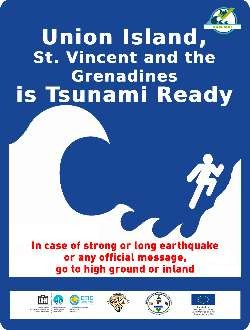 Union Island,
St. Vincent and the
Grenadines
is Tsunami Ready
In case of strong or long earthquake
or any official message,
go to high ground or inland